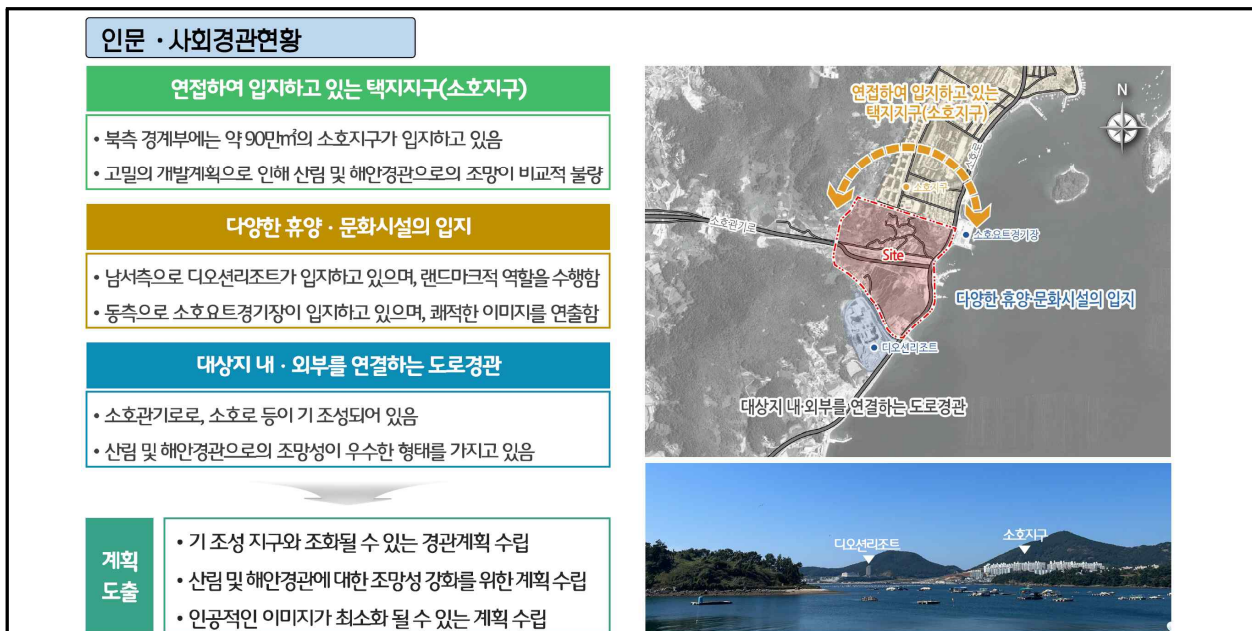 인문 · 사회경관현황
연접하여 입지하고 있는 택지지구(소호지구)
• 북측 경계부에는 약 90만㎡의 소호지구가 입지하고 있음
• 고밀의 개발계획으로 인해 산림 및 해안경관으로의 조망이 비교적 불량
다양한 휴양 · 문화시설의 입지
• 남서측으로 디오션리조트가 입지하고 있으며, 랜드마크적 역할을 수행함
• 동측으로 소호요트경기장이 입지하고 있으며, 쾌적한 이미지를 연출함
대상지 내 · 외부를 연결하는 도로경관
• 소호관기로로, 소호로 등이 기 조성되어 있음
• 산림 및 해안경관으로의 조망성이 우수한 형태를 가지고 있음
계획
도출
• 기 조성 지구와 조화될 수 있는 경관계획 수립
• 산림 및 해안경관에 대한 조망성 강화를 위한 계획 수립
• 인공적인 이미지가 최소화 될 수 있는 계획 수립
연접하여 입지하고 있는
택지지구(소호지구)
N
소호로
소호지구
소호관기로
소호요트경기장
Site
다양한 휴양·문화시설의 입지
디오션리조트
대상지 내·외부를 연결하는 도로경관
디오션리조트
소호지구